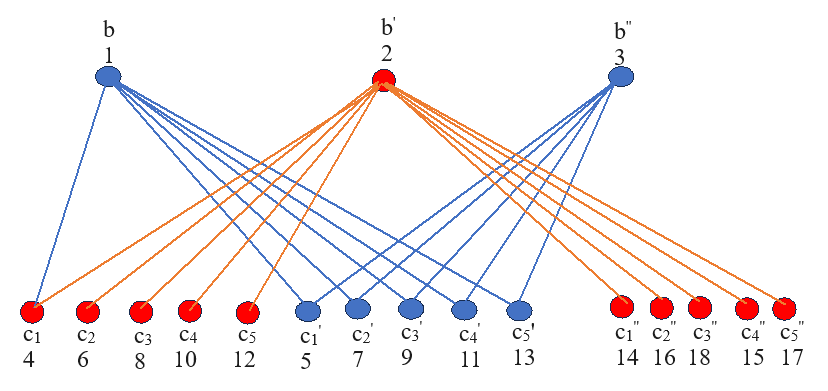 b b' b"
1 2 3
c₁ c₂ c₃ c₄ c₅ c₁' c₂' c₃' c₄' c₅' c₁" c₂" c₃" c₄" c₅"
4 6 8 10 12 5 7 9 11 13 14 16 18 15 17